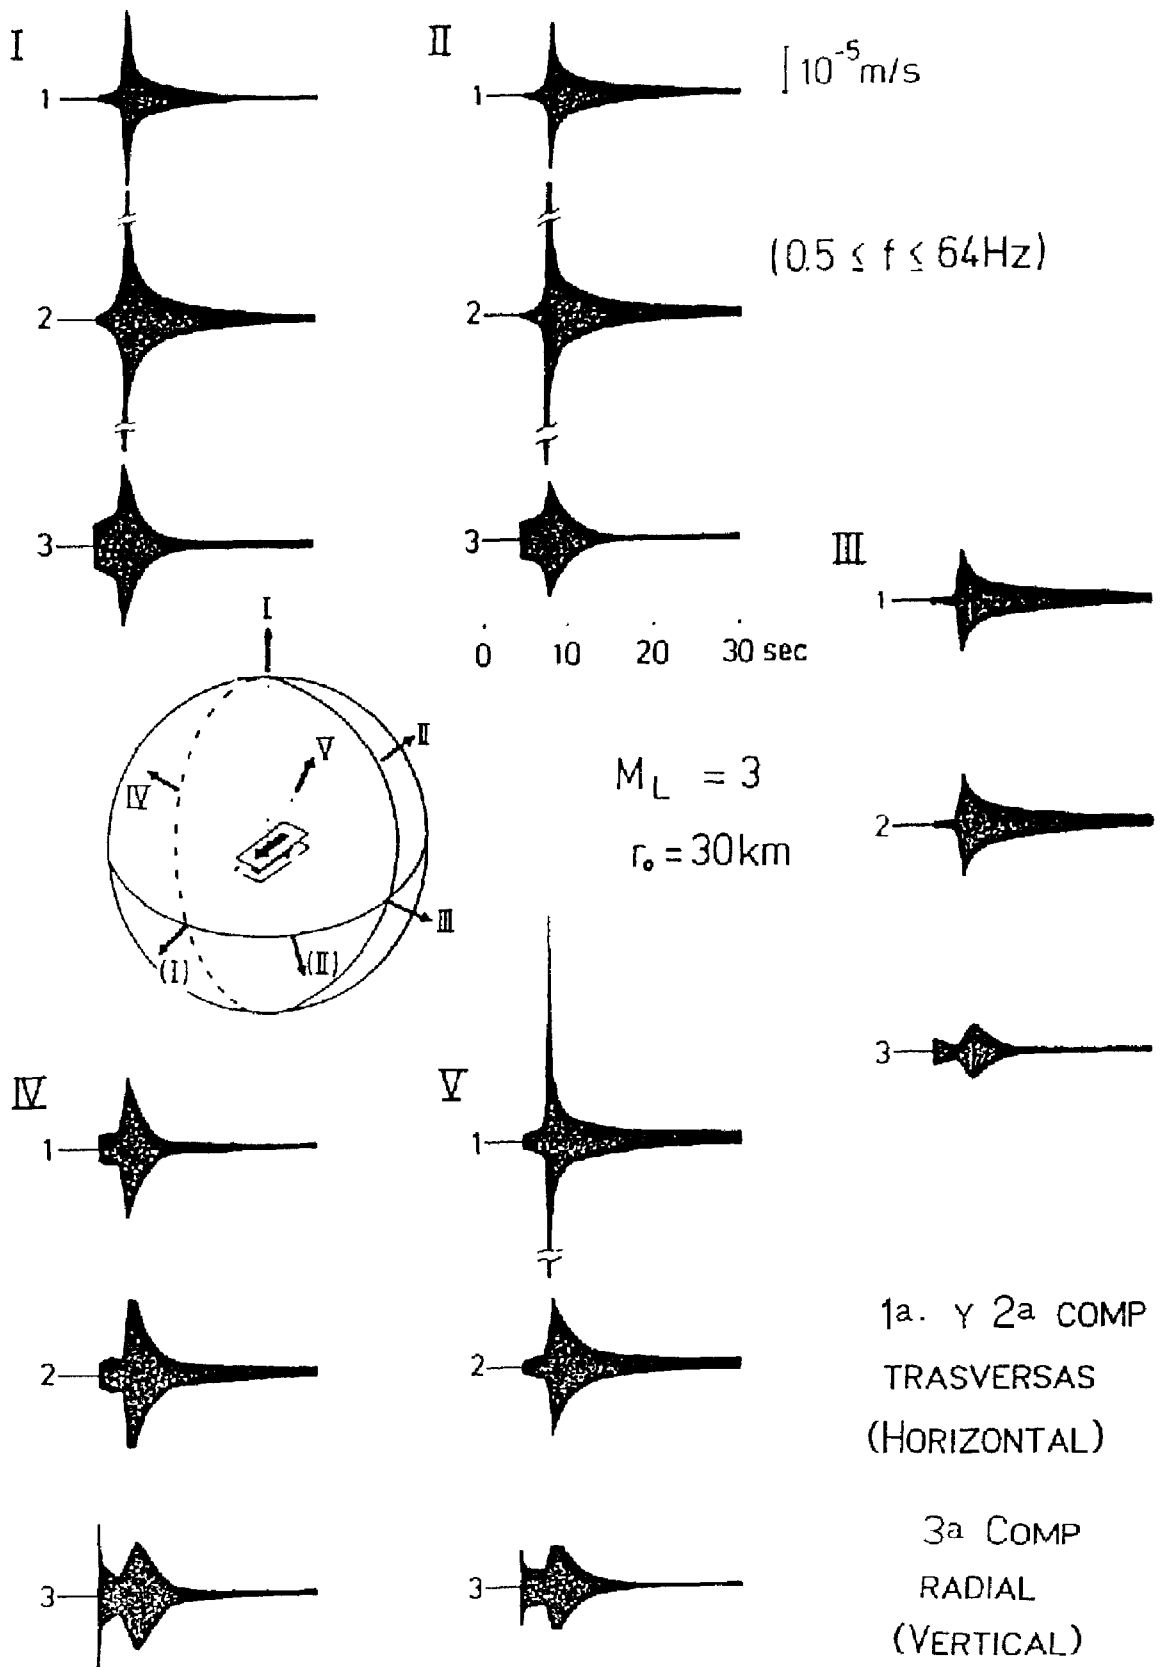 I
II
10⁻⁵m/s
1
1
(0.5 ≤ f ≤ 64Hz)
2
2
3
3
III
1
0 10 20 30 sec
I
II
V
IV
III
(I)
(II)
M_L = 3
r₀ = 30km
2
3
IV
V
1
1
2
2
1a. Y 2a COMP
TRASVERSAS
(HORIZONTAL)
3
3
3a COMP
RADIAL
(VERTICAL)